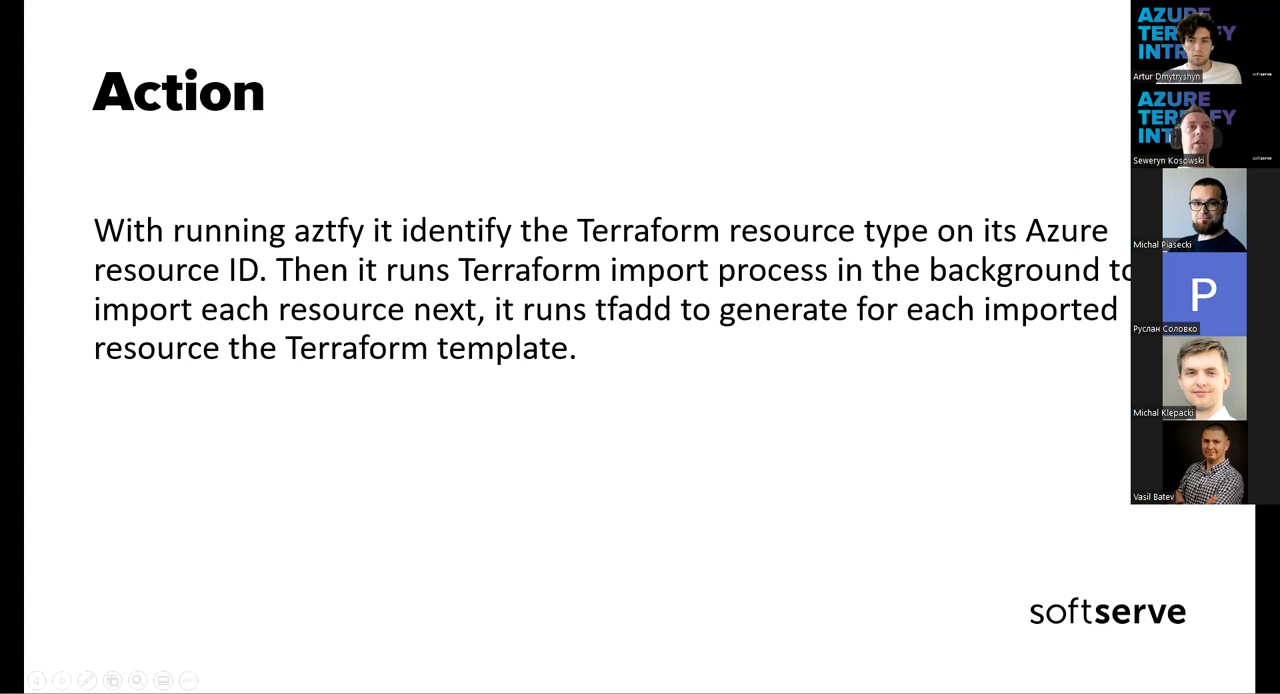 Action
With running aztfy it identify the Terraform resource type on its Azure
resource ID. Then it runs Terraform import process in the background to
import each resource next, it runs tfadd to generate for each imported
resource the Terraform template.
softserve
AZURE
softserve
Artur Dmytryshyn
AZURE
softserve
Seweryn Kosowski
Michal Piasecki
P
Руслан Соловко
Michal Klepacki
Vasil Batev